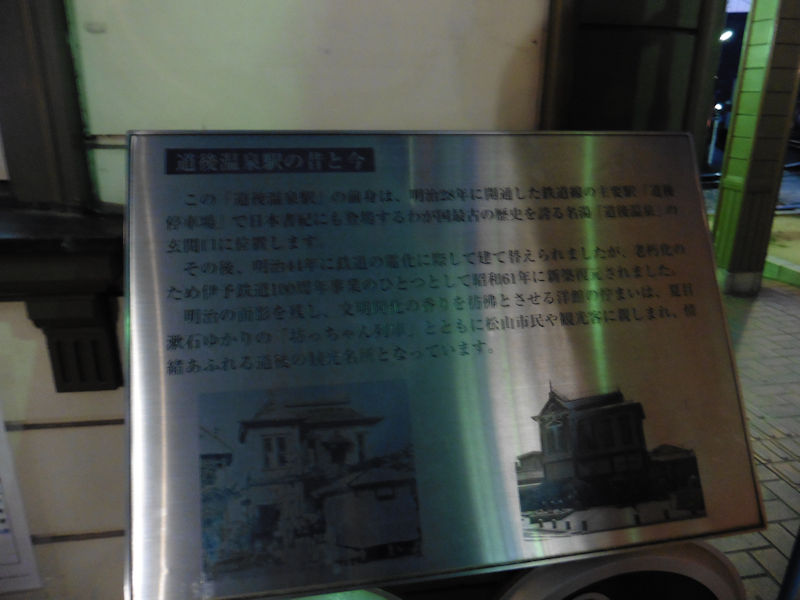 道後温泉駅の昔と今
この「道後温泉駅」の前身は、明治28年に開通した鉄道線の主要駅「道後
停車場」で日本書紀にも登場するわが国最古の歴史を誇る名湯「道後温泉」の
玄関口に位置します。
その後、明治44年に鉄道の電化に際して建て替えられましたが、老朽化の
ため伊予鉄道100周年事業のひとつとして昭和61年に新築復元されました。
明治の面影を残し、文明開化の香りを彷彿とさせる洋館の佇まいは、夏目
漱石ゆかりの「坊っちゃん列車」とともに松山市民や観光客に親しまれ、情
緒あふれる道後の観光名所となっています。